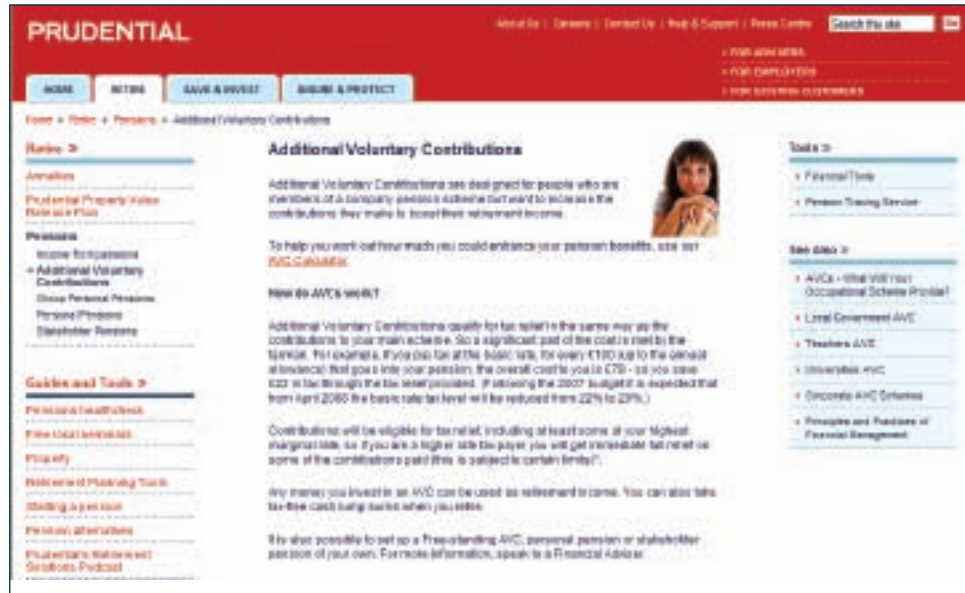 PRUDENTIAL
About Us | Careers | Contact Us | Help & Support | Press Centre Search this site Go
FOR ADVISERS
FOR EMPLOYERS
FOR EXISTING CUSTOMERS
HOME RETIRE SAVE & INVEST INSURE & PROTECT
Home » Retire » Pensions » Additional Voluntary Contributions
Retire »
Annuities
Prudential Property Value
Release Plan
Pensions
Income from pensions
Additional Voluntary
Contributions
Group Personal Pensions
Personal Pensions
Stakeholder Pensions
Guides and Tools »
Pensions healthcheck
Free local seminars
Property
Retirement Planning Tools
Starting a pension
Pension alternatives
Prudential's Retirement
Solutions Podcast
Additional Voluntary Contributions
Additional Voluntary Contributions are designed for people who are
members of a company pension scheme but want to increase the
contributions they make to boost their retirement income.
To help you work out how much you could enhance your pension benefits, use our
AVC Calculator
How do AVCs work?
Additional Voluntary Contributions qualify for tax relief in the same way as the
contributions to your main scheme. So a significant part of the cost is met by the
taxman. For example, if you pay tax at the basic rate, for every £100 (up to the annual
allowance) that goes into your pension, the overall cost to you is £78 - so you save
£22 in tax through the tax relief provided. (Following the 2007 budget it is expected that
from April 2008 the basic rate tax level will be reduced from 22% to 20%.)
Contributions will be eligible for tax relief, including at least some at your highest
marginal rate, so if you are a higher rate tax payer you will get immediate full relief on
some of the contributions paid (this is subject to certain limits)*.
Any money you invest in an AVC can be used as retirement income. You can also take
tax-free cash lump sums when you retire.
It is also possible to set up a Free-standing AVC, personal pension or stakeholder
pension of your own. For more information, speak to a Financial Adviser.
Tools »
Financial Tools
Pension Tracing Service
See Also »
AVCs - What Will Your
Occupational Scheme Provide?
Local Government AVC
Teachers AVC
Universities AVC
Corporate AVC Schemes
Principles and Practices of
Financial Management